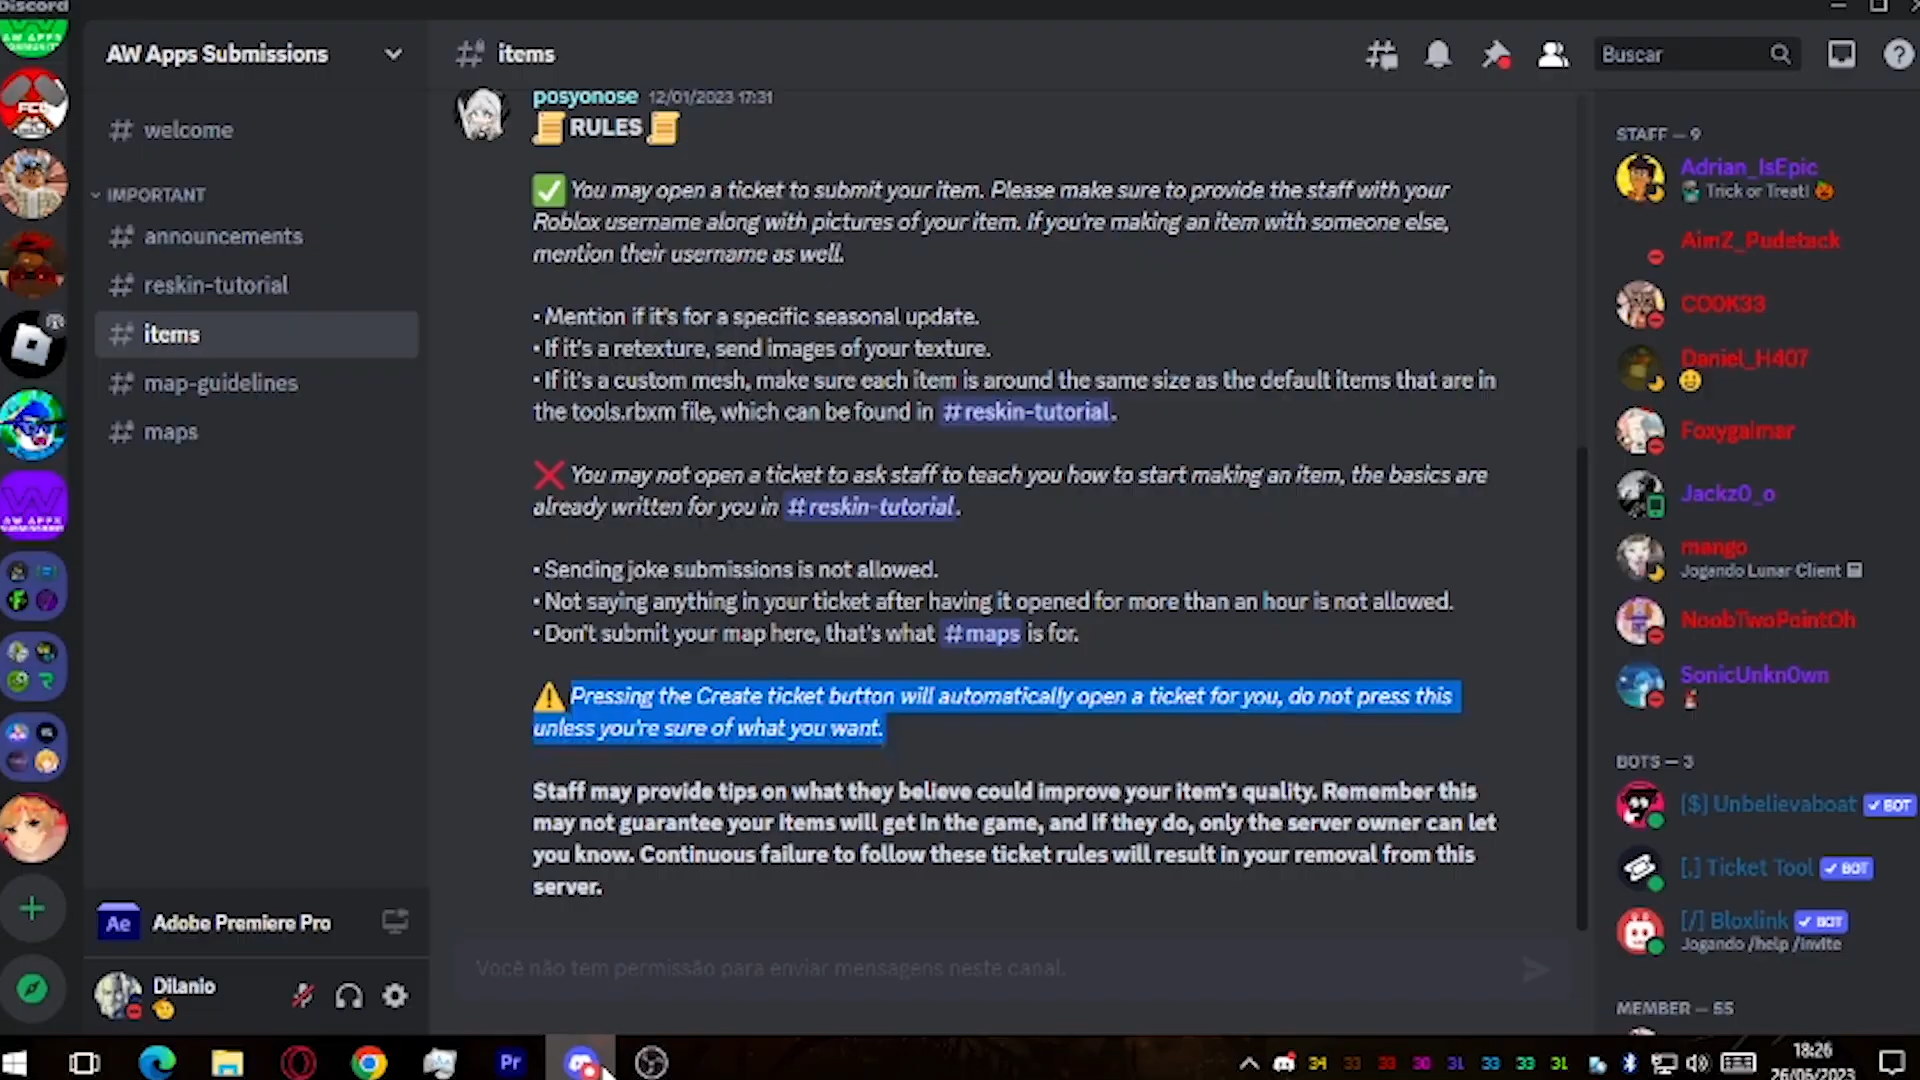 Discord
AW Apps Submissions
welcome
IMPORTANT
announcements
reskin-tutorial
items
map-guidelines
maps
Adobe Premiere Pro
Dilanio
items
Buscar
posyonose 12/01/2023 17:31
RULES
You may open a ticket to submit your item. Please make sure to provide the staff with your
Roblox username along with pictures of your item. If you're making an item with someone else,
mention their username as well.
• Mention if it's for a specific seasonal update.
• If it's a retexture, send images of your texture.
• If it's a custom mesh, make sure each item is around the same size as the default items that are in
the tools.rbxm file, which can be found in #reskin-tutorial.
You may not open a ticket to ask staff to teach you how to start making an item, the basics are
already written for you in #reskin-tutorial.
• Sending joke submissions is not allowed.
• Not saying anything in your ticket after having it opened for more than an hour is not allowed.
• Don't submit your map here, that's what #maps is for.
Pressing the Create ticket button will automatically open a ticket for you, do not press this
unless you're sure of what you want.
Staff may provide tips on what they believe could improve your item's quality. Remember this
may not guarantee your items will get in the game, and if they do, only the server owner can let
you know. Continuous failure to follow these ticket rules will result in your removal from this
server.
Você não tem permissão para enviar mensagens neste canal.
STAFF — 9
Adrian_IsEpic
Trick or Treat!
AimZ_Pudetack
COOK33
Daniel_H407
Foxygalmar
Jackz0_o
mango
Jogando Lunar Client
NoobTwoPointOh
SonicUnkn0wn
BOTS — 3
[$] Unbelievaboat BOT
[,] Ticket Tool BOT
[/] Bloxlink BOT
Jogando /help /invite
MEMBER — 55
Ae
Pr
34 33 33 30 31 33 33 31
18:26
26/06/2023